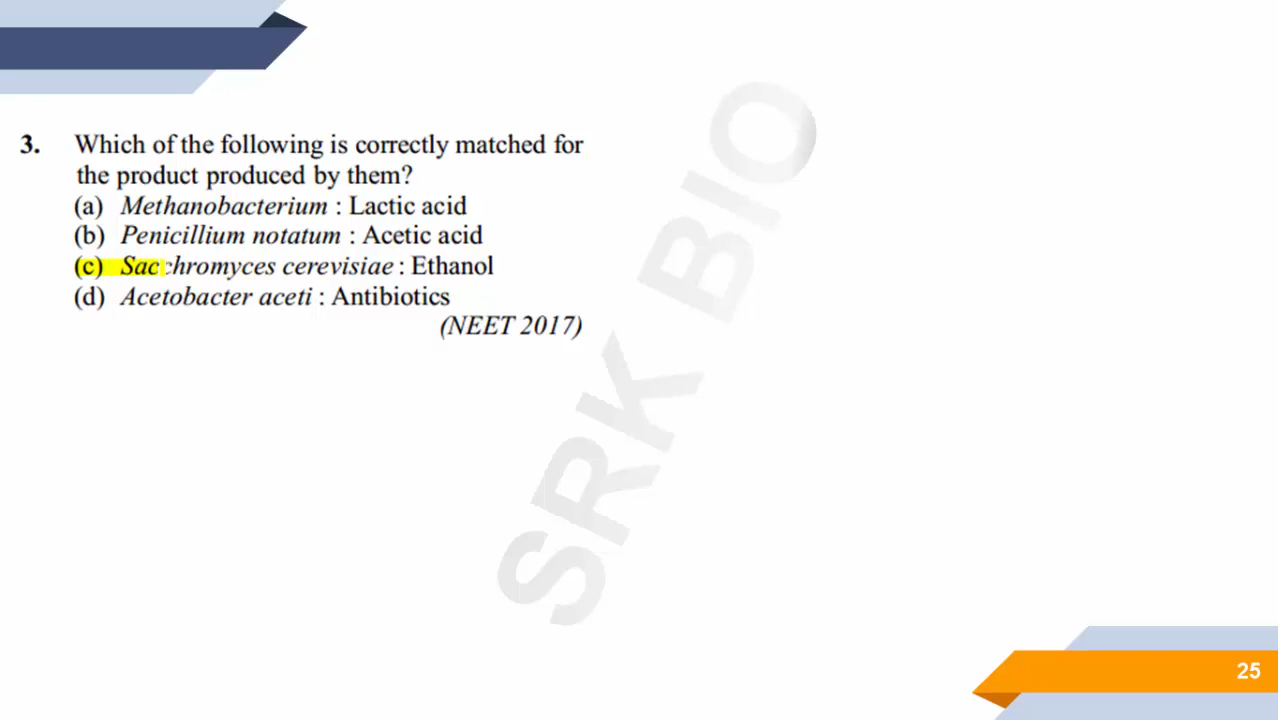 3. Which of the following is correctly matched for
the product produced by them?
(a) Methanobacterium : Lactic acid
(b) Penicillium notatum : Acetic acid
(c) Sacchromyces cerevisiae : Ethanol
(d) Acetobacter aceti : Antibiotics
(NEET 2017)
SRK BIO
25